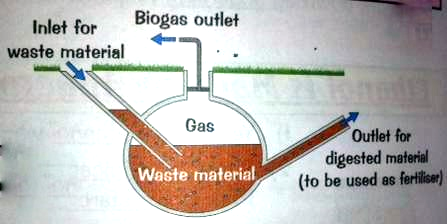 Inlet for
waste material
Biogas outlet
Gas
Waste material
Outlet for
digested material
(to be used as fertiliser)